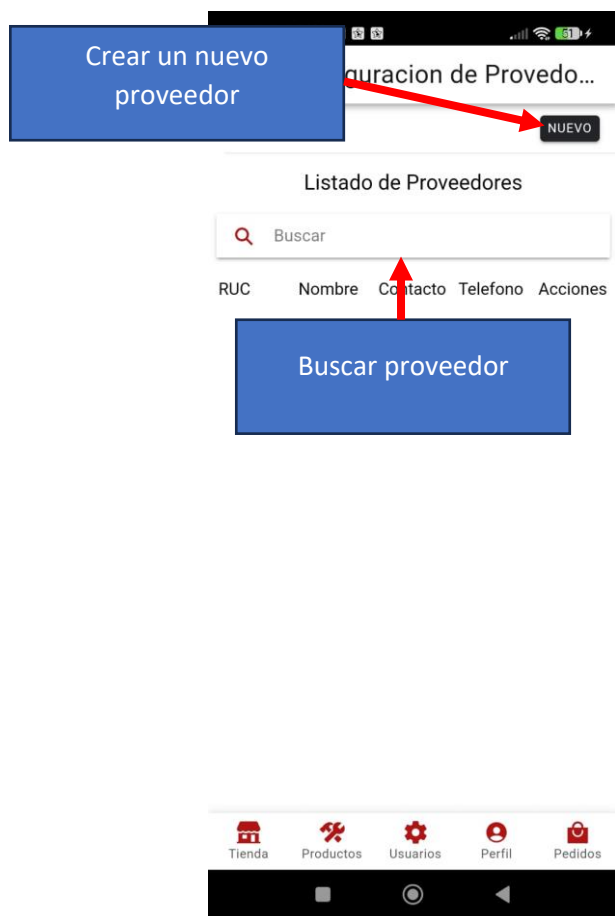 Crear un nuevo
proveedor
51
guracion de Provedo...
NUEVO
Listado de Proveedores
Buscar
RUC Nombre Contacto Telefono Acciones
Buscar proveedor
Tienda Productos Usuarios Perfil Pedidos